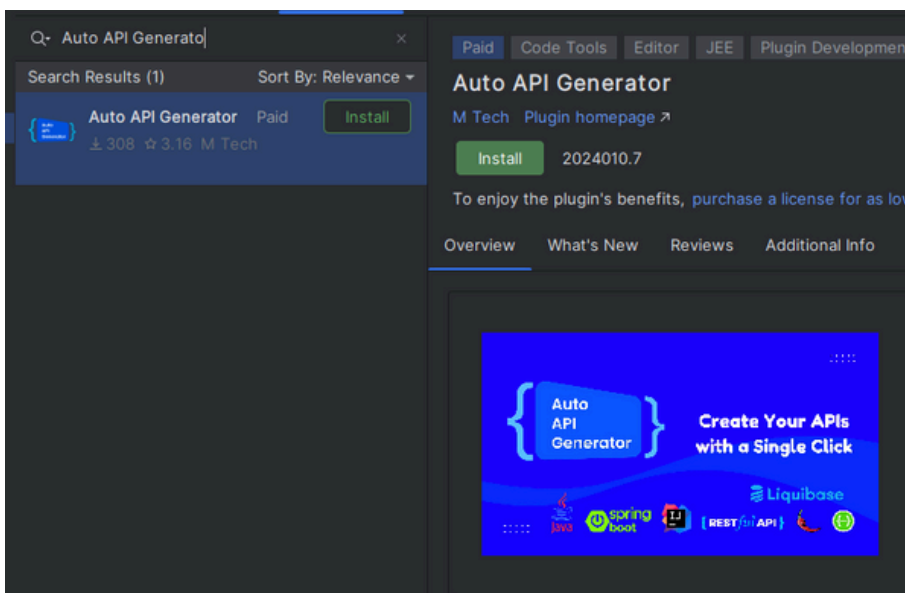 Auto API Generato
Search Results (1) Sort By: Relevance
Auto API Generator Paid Install
308 3.16 M Tech
Paid Code Tools Editor JEE Plugin Developmen
Auto API Generator
M Tech Plugin homepage
Install 2024010.7
To enjoy the plugin's benefits, purchase a license for as lo
Overview What's New Reviews Additional Info
Auto
API
Generator
Create Your APIs
with a Single Click
Liquibase
Java
spring
boot
IJ
{REST ful API}